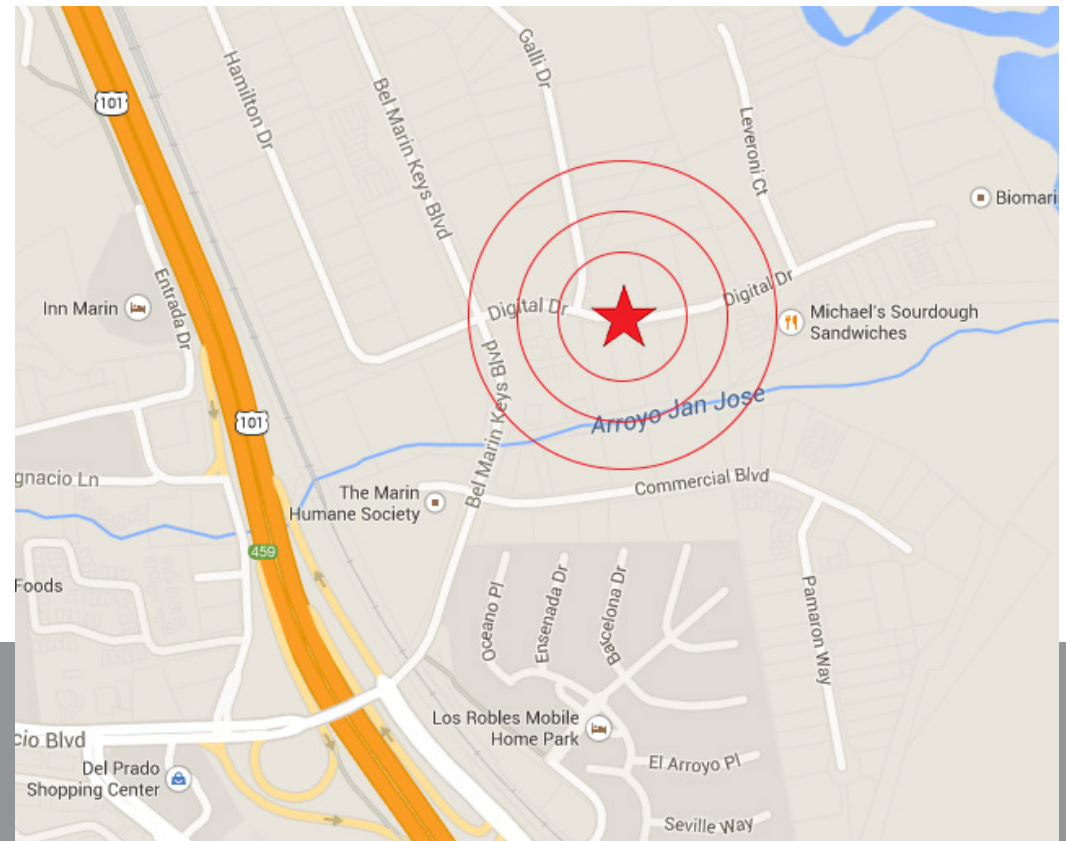 Galli Dr
Hamilton Dr
Bel Marin Keys Blvd
101
Leveroni Ct
Biomari
Entrada Dr
Inn Marin
Digital Dr
Digital Dr
Michael's Sourdough
Sandwiches
Bel Marin Keys Blvd
Arroyo Jan Jose
101
gnacio Ln
Commercial Blvd
The Marin
Humane Society
459
Foods
Oceano Pl
Ensenada Dr
Barcelona Dr
Pamaron Way
Los Robles Mobile
Home Park
cio Blvd
El Arroyo Pl
Del Prado
Shopping Center
Seville Way